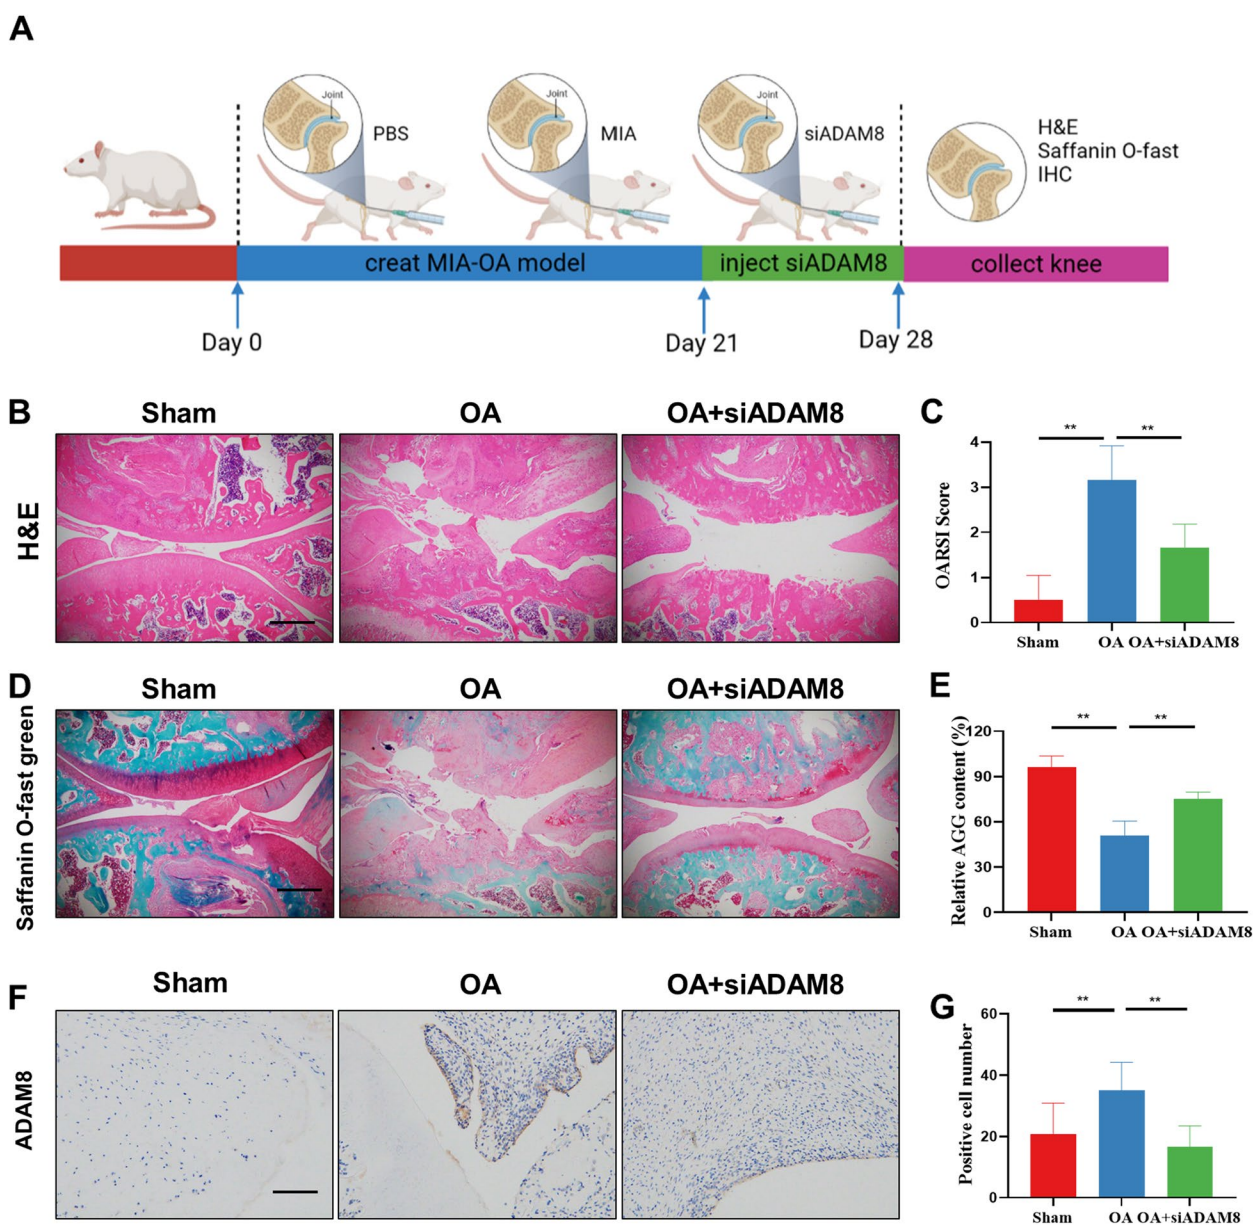 A
Joint
PBS
Joint
MIA
Joint
siADAM8
H&E
Saffanin O-fast
IHC
creat MIA-OA model
inject siADAM8
collect knee
Day 0
Day 21
Day 28
B
Sham
OA
OA+siADAM8
H&E
C
**
**
4
3
2
1
0
OARSI Score
Sham
OA
OA+siADAM8
D
Sham
OA
OA+siADAM8
Saffanin O-fast green
E
**
**
120
90
60
30
0
Relative AGG content (%)
Sham
OA
OA+siADAM8
F
Sham
OA
OA+siADAM8
ADAM8
G
**
**
60
40
20
0
Positive cell number
Sham
OA
OA+siADAM8